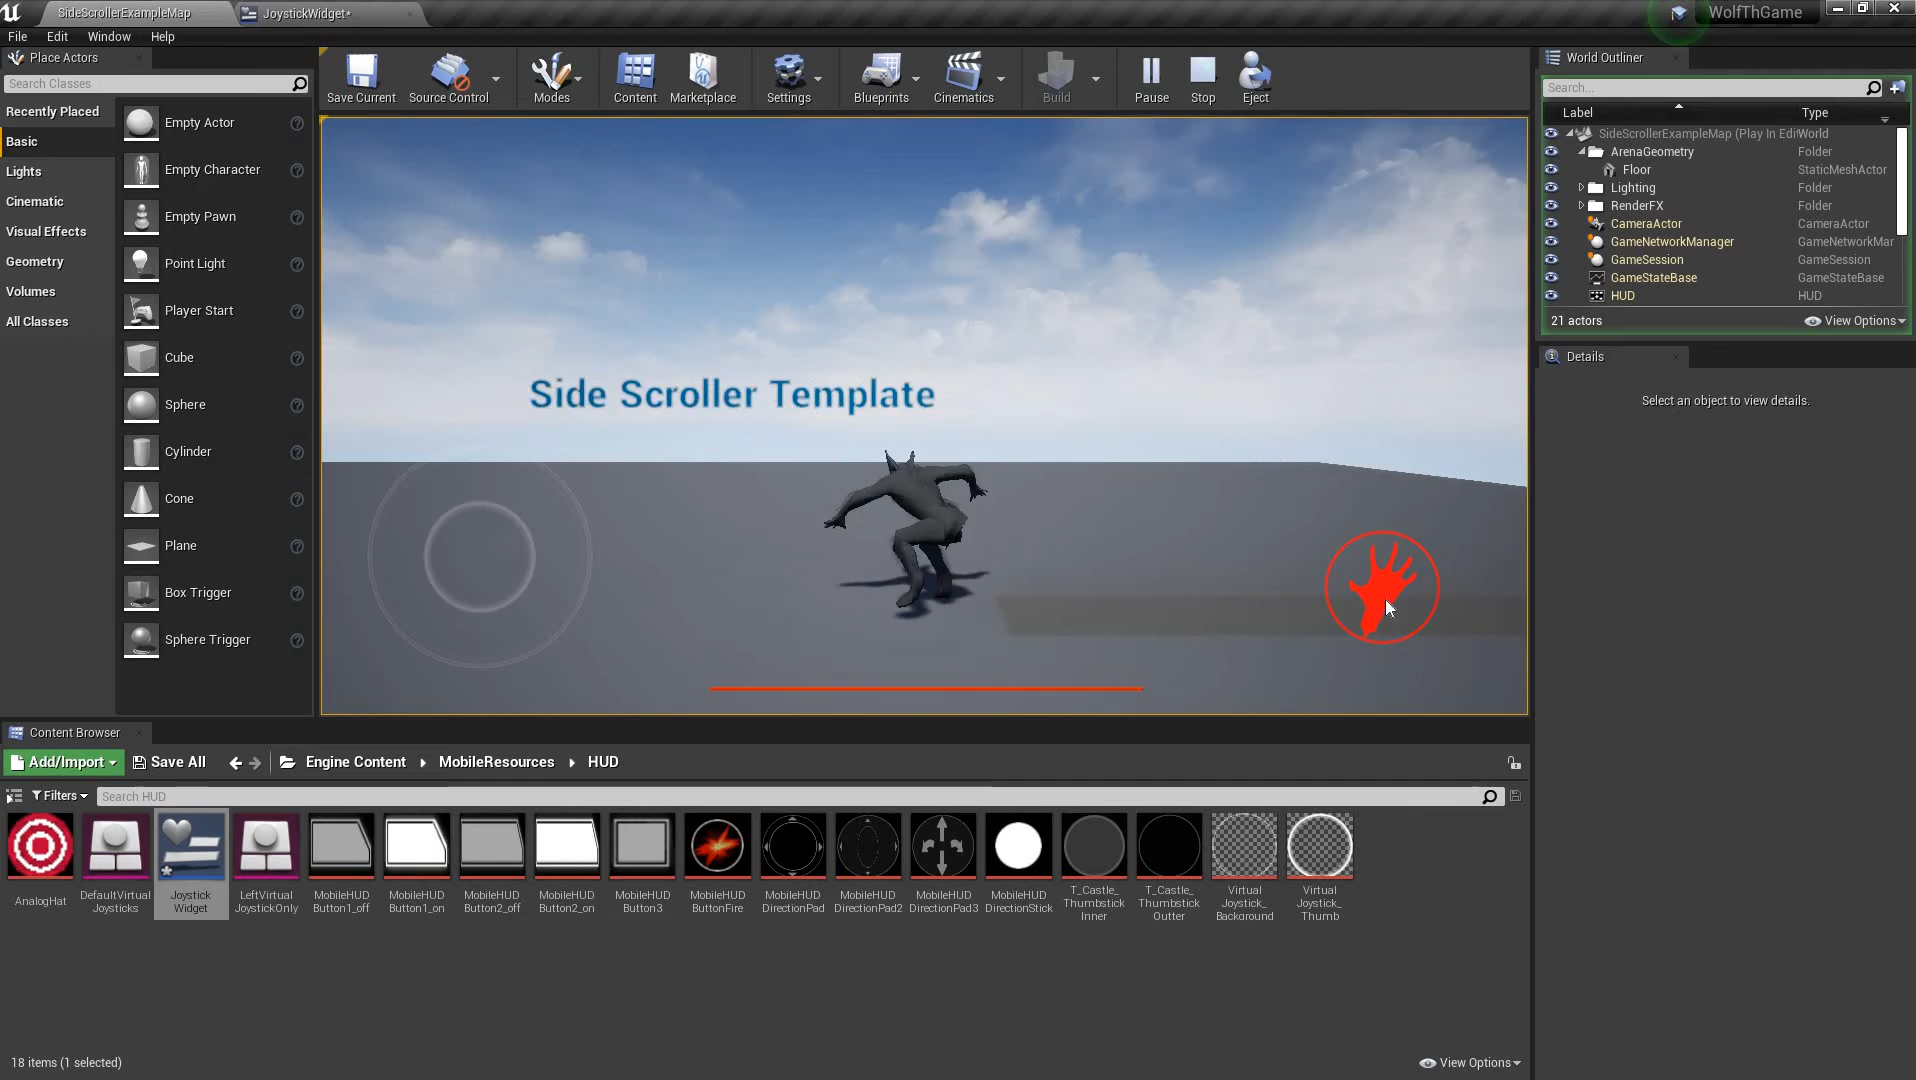 SideScrollerExampleMap
JoystickWidget*
WolfThGame
File Edit Window Help
Place Actors
Search Classes
Recently Placed
Basic
Lights
Cinematic
Visual Effects
Geometry
Volumes
All Classes
Empty Actor
Empty Character
Empty Pawn
Point Light
Player Start
Cube
Sphere
Cylinder
Cone
Plane
Box Trigger
Sphere Trigger
Save Current
Source Control
Modes
Content
Marketplace
Settings
Blueprints
Cinematics
Build
Pause
Stop
Eject
Side Scroller Template
World Outliner
Search...
Label Type
SideScrollerExampleMap (Play In Edi World
ArenaGeometry Folder
Floor StaticMeshActor
Lighting Folder
RenderFX Folder
CameraActor CameraActor
GameNetworkManager GameNetworkMar
GameSession GameSession
GameStateBase GameStateBase
HUD HUD
21 actors
View Options
Details
Select an object to view details.
Content Browser
Add/Import Save All Engine Content MobileResources HUD
Filters
Search HUD
AnalogHat
DefaultVirtual
Joysticks
Joystick
Widget
LeftVirtual
JoystickOnly
MobileHUD
Button1_off
MobileHUD
Button1_on
MobileHUD
Button2_off
MobileHUD
Button2_on
MobileHUD
Button3
MobileHUD
ButtonFire
MobileHUD
DirectionPad
MobileHUD
DirectionPad2
MobileHUD
DirectionPad3
MobileHUD
DirectionStick
T_Castle_
Thumbstick
Inner
T_Castle_
Thumbstick
Outter
Virtual
Joystick_
Background
Virtual
Joystick_
Thumb
18 items (1 selected)
View Options